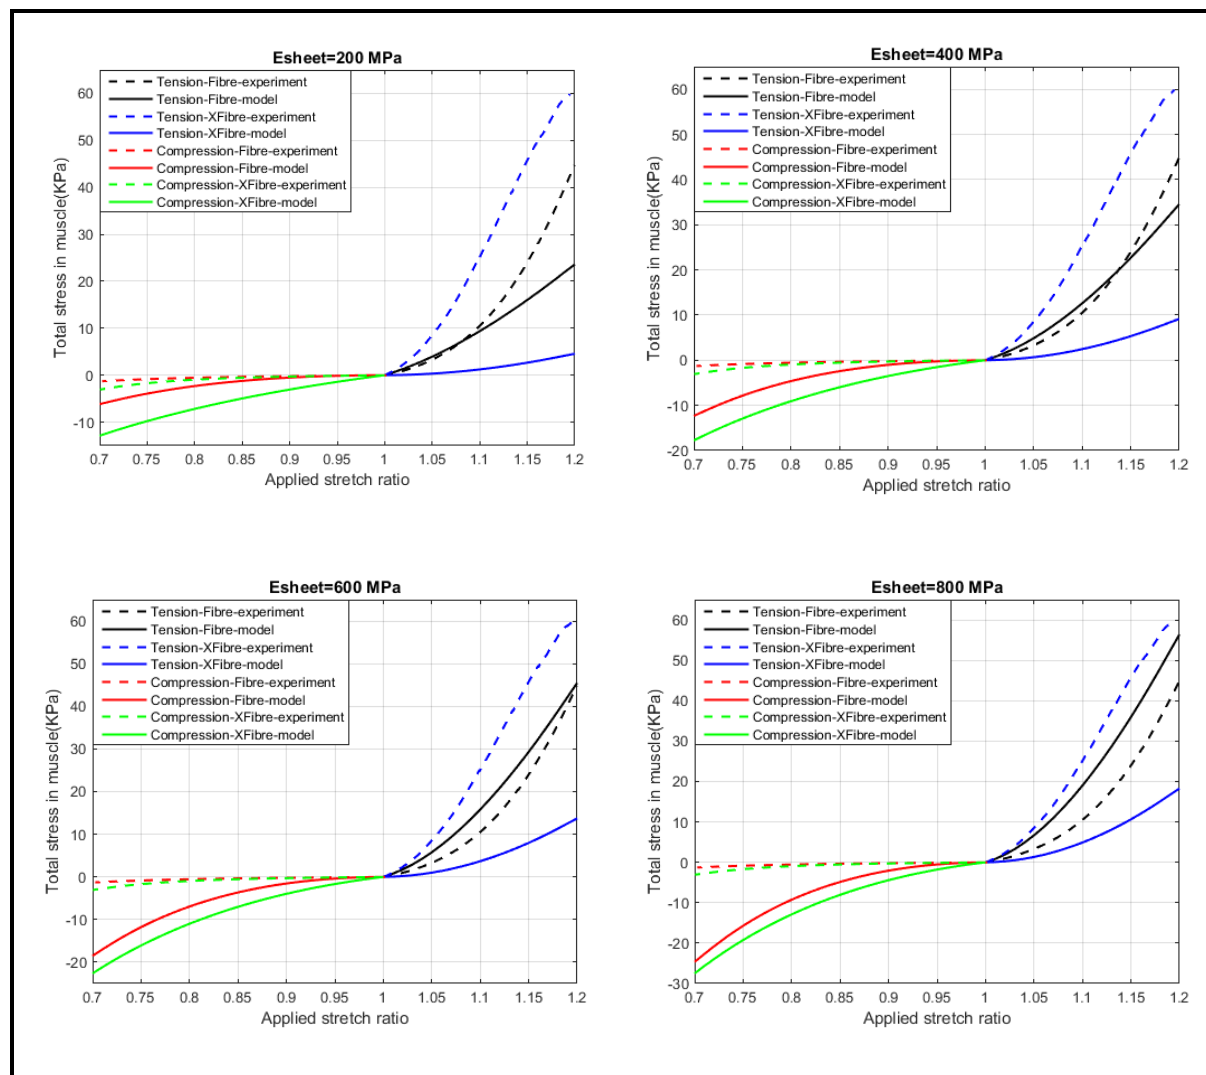 Esheet=200 MPa
Tension-Fibre-experiment
Tension-Fibre-model
Tension-XFibre-experiment
Tension-XFibre-model
Compression-Fibre-experiment
Compression-Fibre-model
Compression-XFibre-experiment
Compression-XFibre-model
Total stress in muscle(KPa)
60
50
40
30
20
10
0
-10
0.7 0.75 0.8 0.85 0.9 0.95 1 1.05 1.1 1.15 1.2
Applied stretch ratio
Esheet=400 MPa
Tension-Fibre-experiment
Tension-Fibre-model
Tension-XFibre-experiment
Tension-XFibre-model
Compression-Fibre-experiment
Compression-Fibre-model
Compression-XFibre-experiment
Compression-XFibre-model
Total stress in muscle(KPa)
60
50
40
30
20
10
0
-10
-20
0.7 0.75 0.8 0.85 0.9 0.95 1 1.05 1.1 1.15 1.2
Applied stretch ratio
Esheet=600 MPa
Tension-Fibre-experiment
Tension-Fibre-model
Tension-XFibre-experiment
Tension-XFibre-model
Compression-Fibre-experiment
Compression-Fibre-model
Compression-XFibre-experiment
Compression-XFibre-model
Total stress in muscle(KPa)
60
50
40
30
20
10
0
-10
-20
0.7 0.75 0.8 0.85 0.9 0.95 1 1.05 1.1 1.15 1.2
Applied stretch ratio
Esheet=800 MPa
Tension-Fibre-experiment
Tension-Fibre-model
Tension-XFibre-experiment
Tension-XFibre-model
Compression-Fibre-experiment
Compression-Fibre-model
Compression-XFibre-experiment
Compression-XFibre-model
Total stress in muscle(KPa)
60
50
40
30
20
10
0
-10
-20
-30
0.7 0.75 0.8 0.85 0.9 0.95 1 1.05 1.1 1.15 1.2
Applied stretch ratio